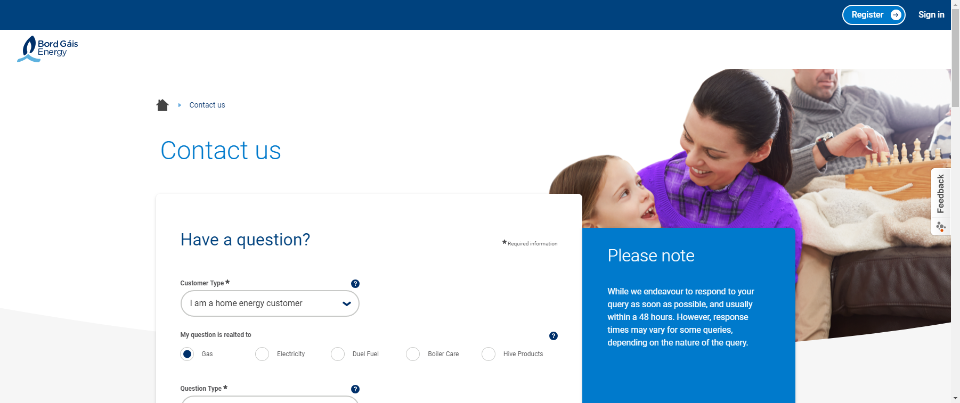 Register
Sign in
Bord Gáis
Energy
Contact us
Contact us
Feedback
Have a question?
*Required information
Please note
Customer Type *
?
I am a home energy customer
While we endeavour to respond to your
query as soon as possible, and usually
within a 48 hours. However, response
times may vary for some queries,
depending on the nature of the query.
My question is realted to
?
Gas
Electricity
Duel Fuel
Boiler Care
Hive Products
Question Type *
?